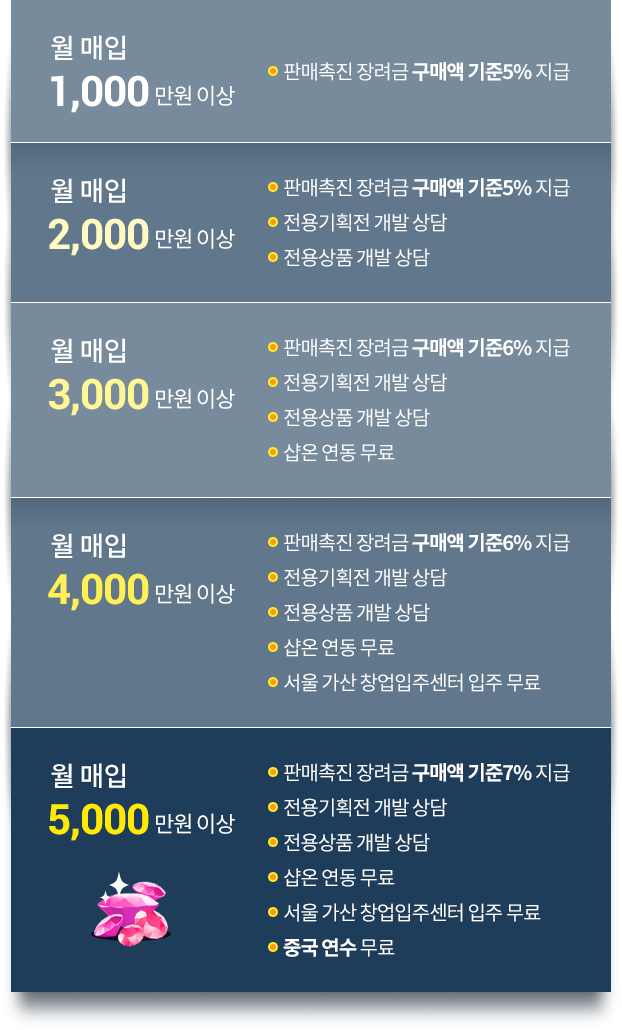 월 매입
1,000 만원 이상
판매촉진 장려금 구매액 기준5% 지급
월 매입
2,000 만원 이상
판매촉진 장려금 구매액 기준5% 지급
전용기획전 개발 상담
전용상품 개발 상담
월 매입
3,000 만원 이상
판매촉진 장려금 구매액 기준6% 지급
전용기획전 개발 상담
전용상품 개발 상담
샵온 연동 무료
월 매입
4,000 만원 이상
판매촉진 장려금 구매액 기준6% 지급
전용기획전 개발 상담
전용상품 개발 상담
샵온 연동 무료
서울 가산 창업입주센터 입주 무료
월 매입
5,000 만원 이상
판매촉진 장려금 구매액 기준7% 지급
전용기획전 개발 상담
전용상품 개발 상담
샵온 연동 무료
서울 가산 창업입주센터 입주 무료
중국 연수 무료